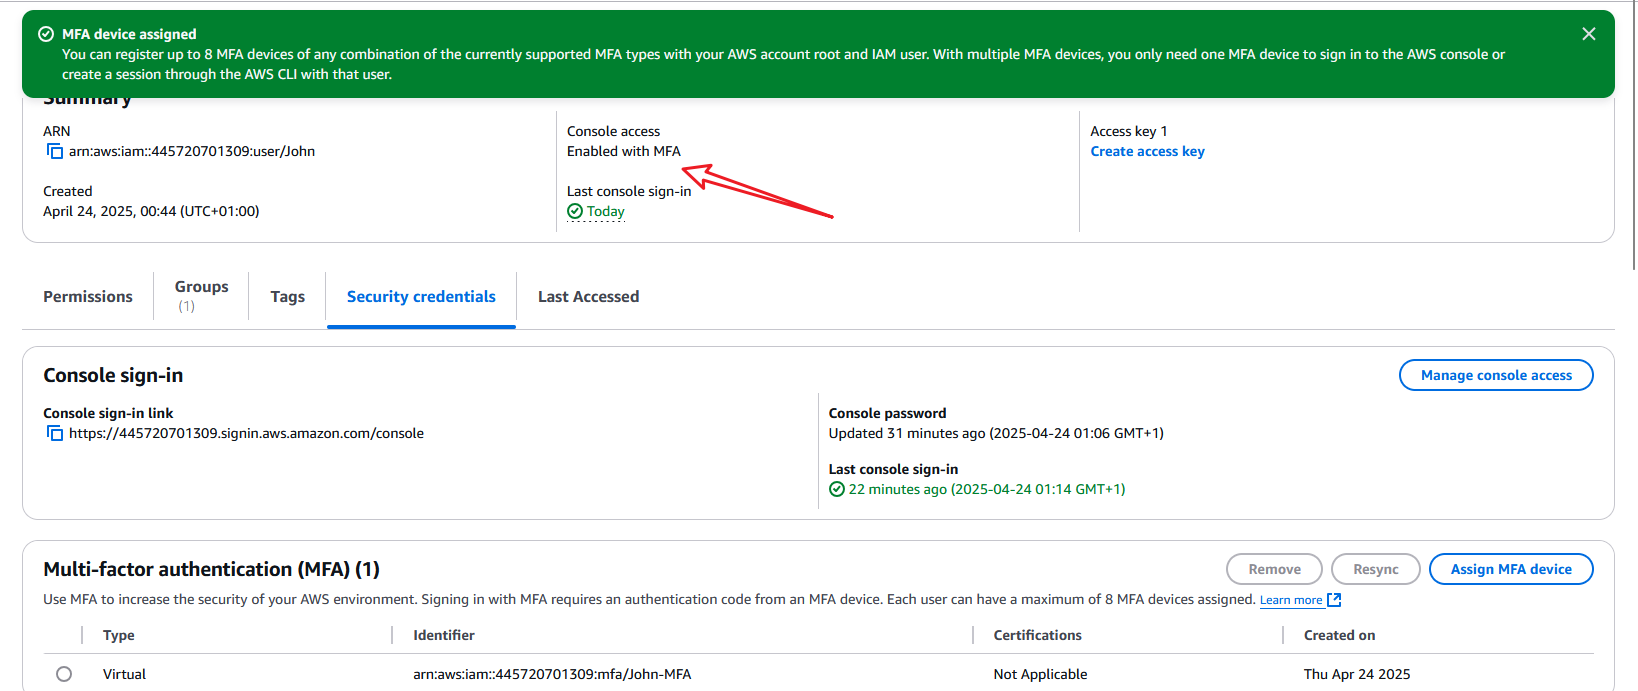 MFA device assigned
You can register up to 8 MFA devices of any combination of the currently supported MFA types with your AWS account root and IAM user. With multiple MFA devices, you only need one MFA device to sign in to the AWS console or
create a session through the AWS CLI with that user.
Summary
ARN
arn:aws:iam::445720701309:user/John
Created
April 24, 2025, 00:44 (UTC+01:00)
Console access
Enabled with MFA
Last console sign-in
Today
Access key 1
Create access key
Permissions
Groups
(1)
Tags
Security credentials
Last Accessed
Console sign-in
Manage console access
Console sign-in link
https://445720701309.signin.aws.amazon.com/console
Console password
Updated 31 minutes ago (2025-04-24 01:06 GMT+1)
Last console sign-in
22 minutes ago (2025-04-24 01:14 GMT+1)
Multi-factor authentication (MFA) (1)
Remove
Resync
Assign MFA device
Use MFA to increase the security of your AWS environment. Signing in with MFA requires an authentication code from an MFA device. Each user can have a maximum of 8 MFA devices assigned. Learn more
Type Identifier Certifications Created on
Virtual arn:aws:iam::445720701309:mfa/John-MFA Not Applicable Thu Apr 24 2025